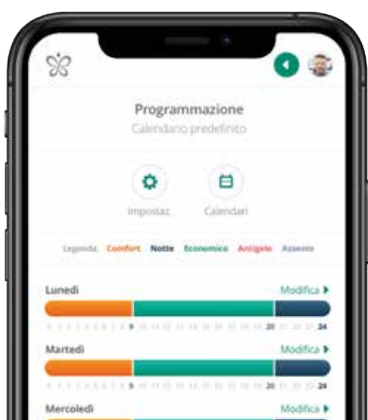 Programmazione
Calendario predefinito
Impostaz. Calendari
Legenda: Comfort Notte Economico Antigelo Assente
Lunedì Modifica
9 20 24
Martedì Modifica
9 20 24
Mercoledì Modifica